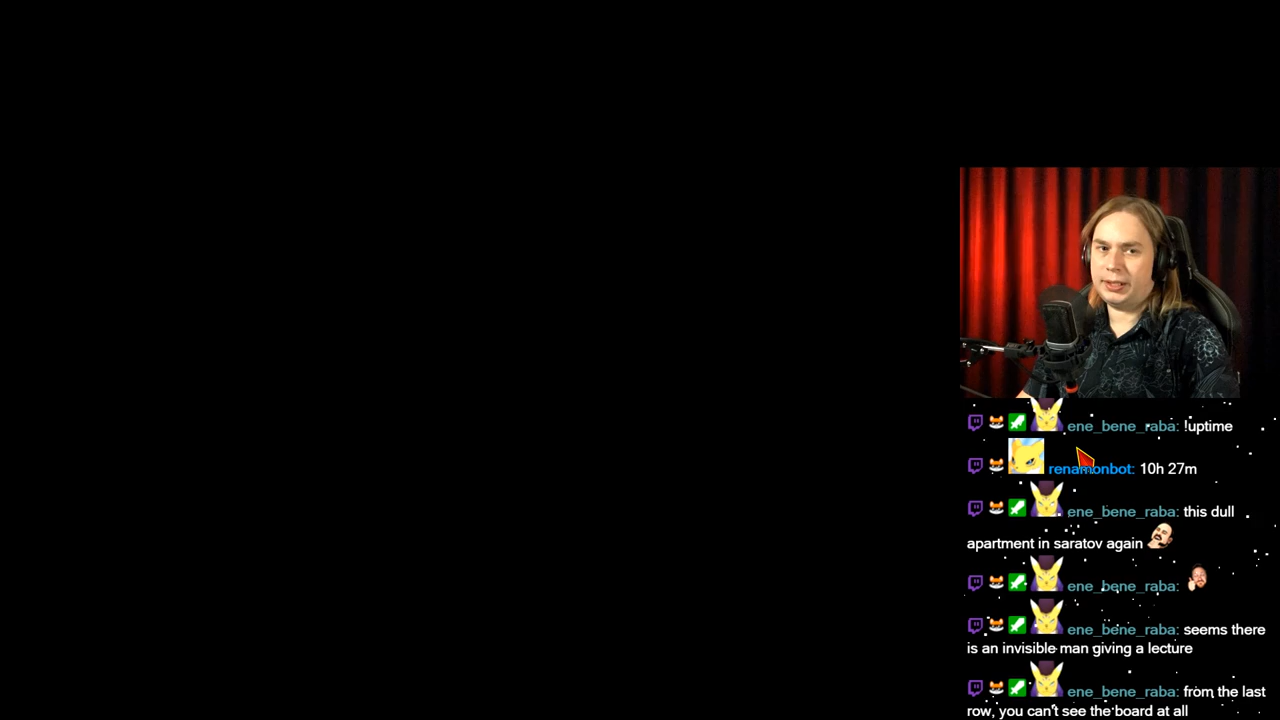 ene_bene_raba: !uptime
renamonbot: 10h 27m
ene_bene_raba: this dull
apartment in saratov again
ene_bene_raba:
ene_bene_raba: seems there
is an invisible man giving a lecture
ene_bene_raba: from the last
row, you can't see the board at all